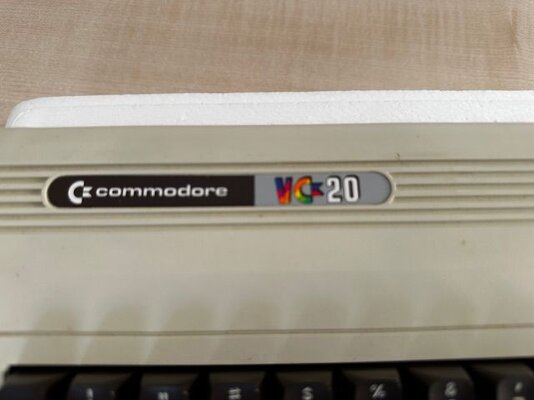 commodore VC 20
! " # $ % &